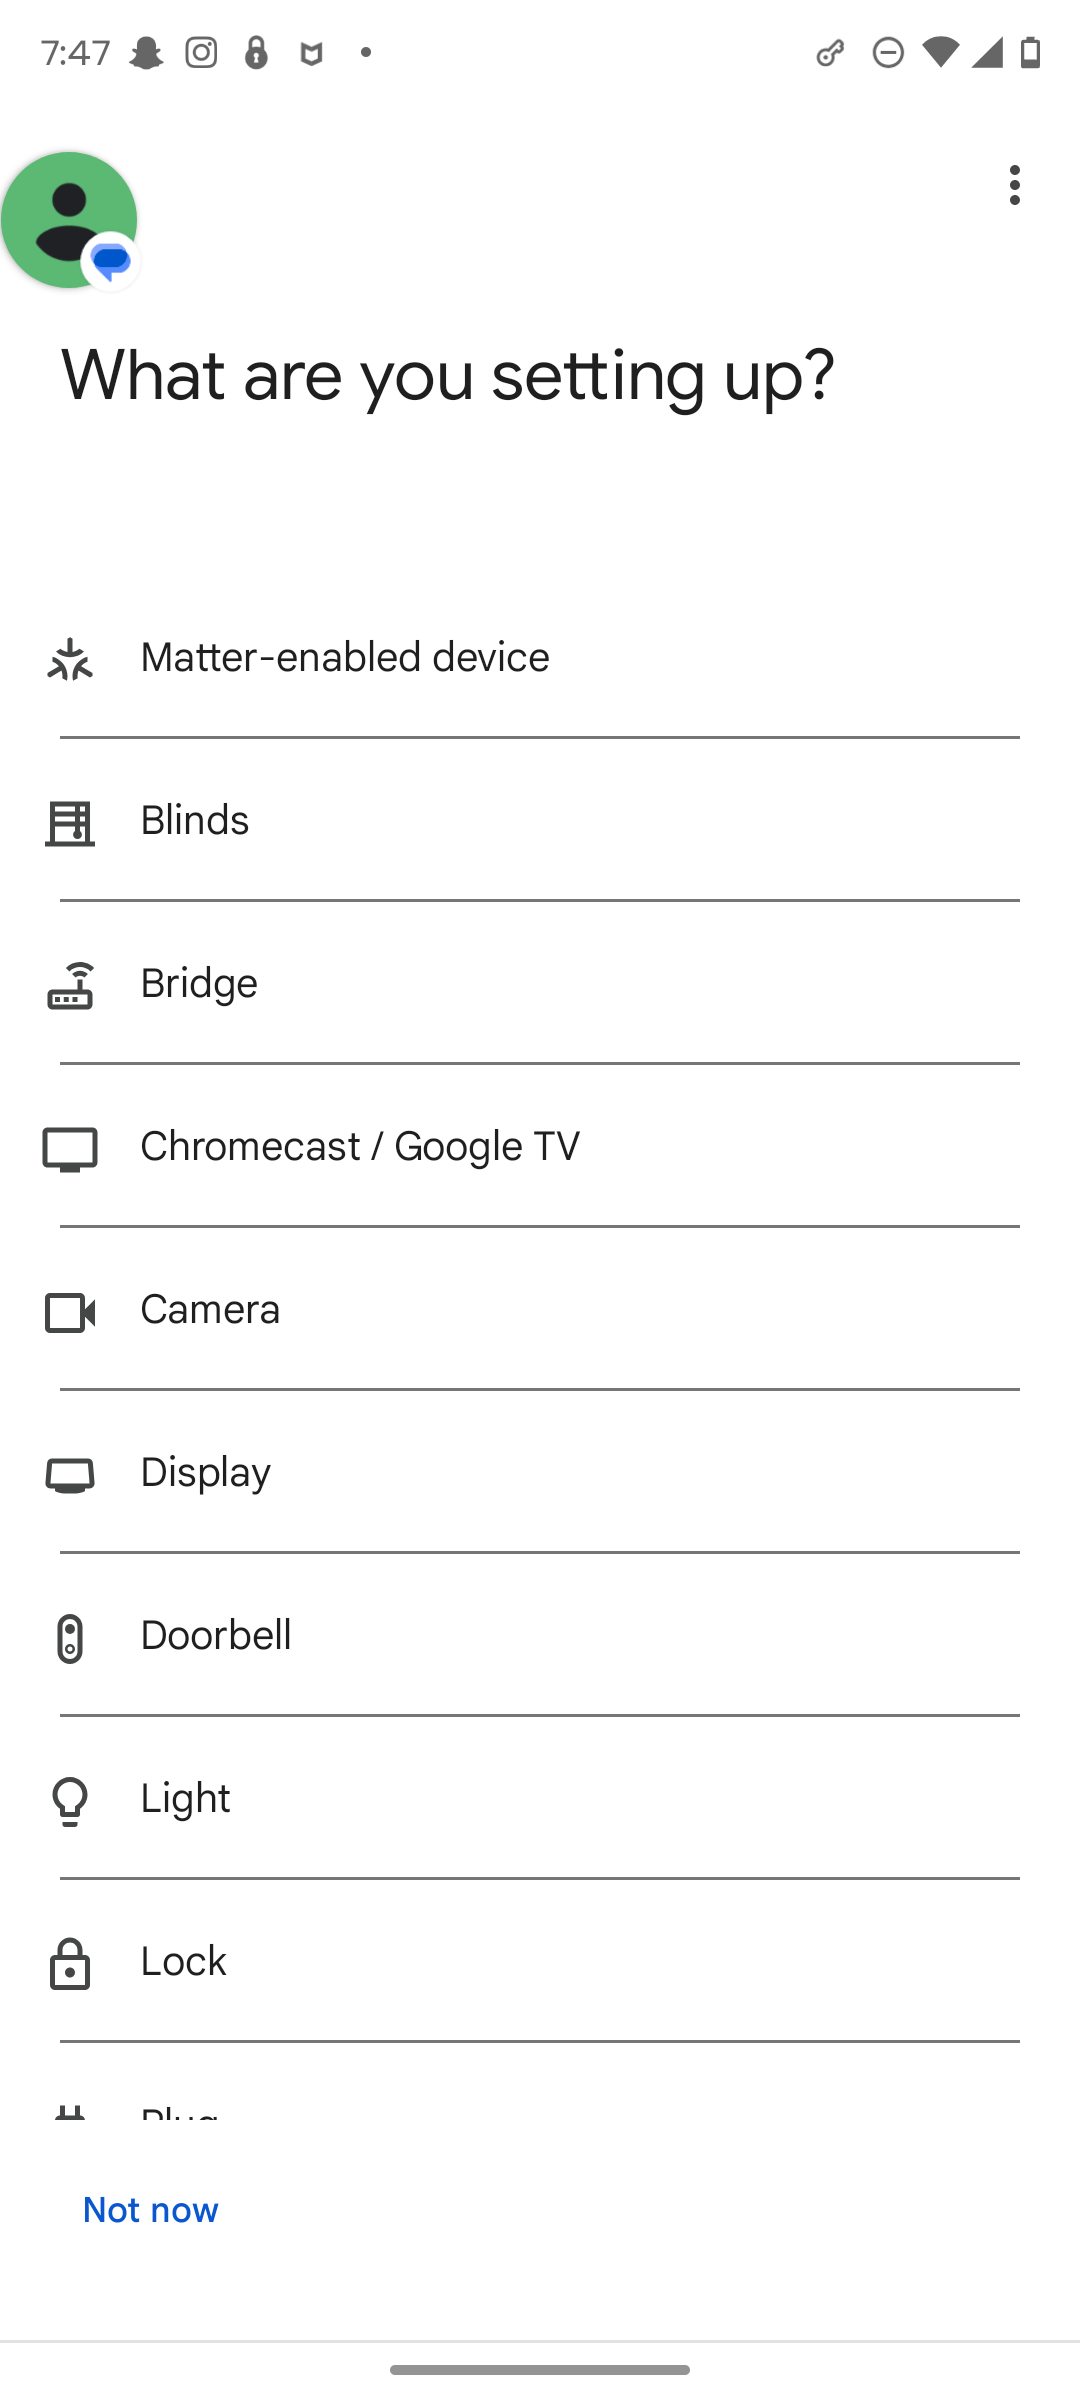 7:47
What are you setting up?
Matter-enabled device
Blinds
Bridge
Chromecast / Google TV
Camera
Display
Doorbell
Light
Lock
Plug
Not now